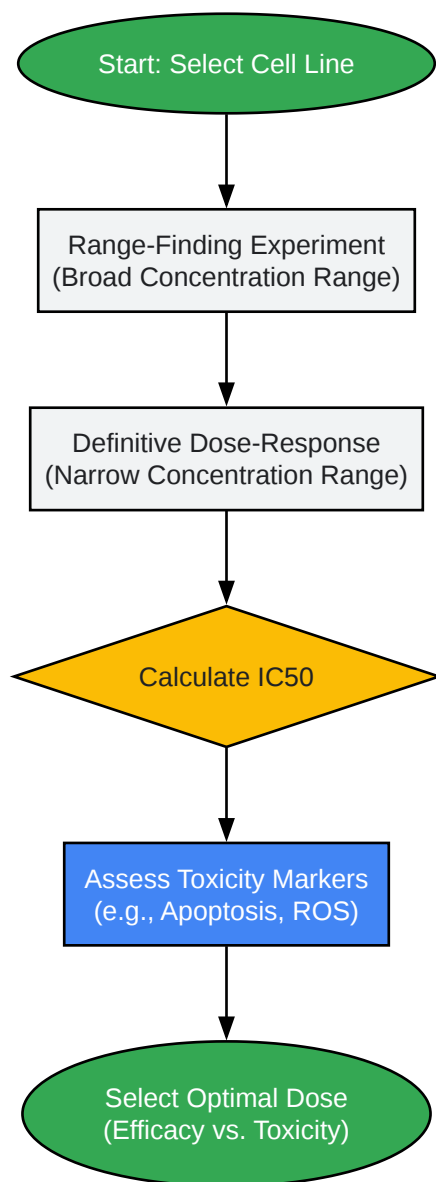 Start: Select Cell Line
Range-Finding Experiment
(Broad Concentration Range)
Definitive Dose-Response
(Narrow Concentration Range)
Calculate IC50
Assess Toxicity Markers
(e.g., Apoptosis, ROS)
Select Optimal Dose
(Efficacy vs. Toxicity)